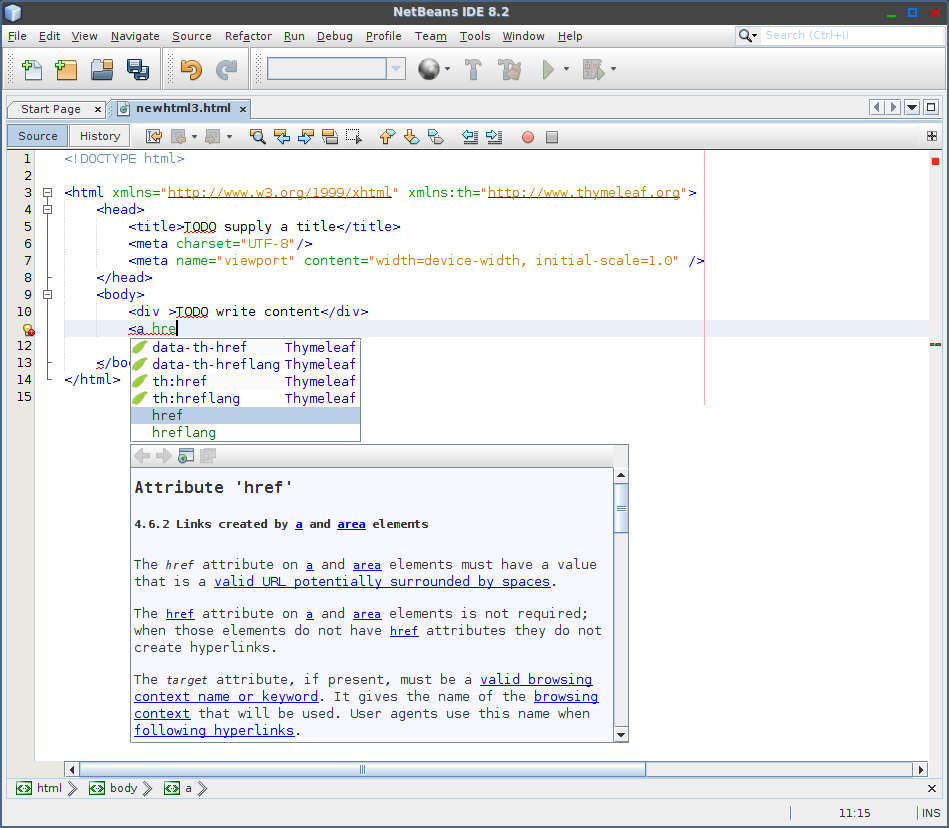 NetBeans IDE 8.2
File Edit View Navigate Source Refactor Run Debug Profile Team Tools Window Help
Search (Ctrl+I)
Start Page
newhtml3.html
Source History
1 <!DOCTYPE html>
2
3 <html xmlns="http://www.w3.org/1999/xhtml" xmlns:th="http://www.thymeleaf.org">
4 <head>
5 <title>TODO supply a title</title>
6 <meta charset="UTF-8"/>
7 <meta name="viewport" content="width=device-width, initial-scale=1.0" />
8 </head>
9 <body>
10 <div >TODO write content</div>
<a hre
12
13 </bod
14 </html>
15
data-th-href Thymeleaf
data-th-hreflang Thymeleaf
th:href Thymeleaf
th:hreflang Thymeleaf
href
hreflang
Attribute 'href'
4.6.2 Links created by a and area elements
The href attribute on a and area elements must have a value
that is a valid URL potentially surrounded by spaces.
The href attribute on a and area elements is not required;
when those elements do not have href attributes they do not
create hyperlinks.
The target attribute, if present, must be a valid browsing
context name or keyword. It gives the name of the browsing
context that will be used. User agents use this name when
following hyperlinks.
html body a
11:15 INS